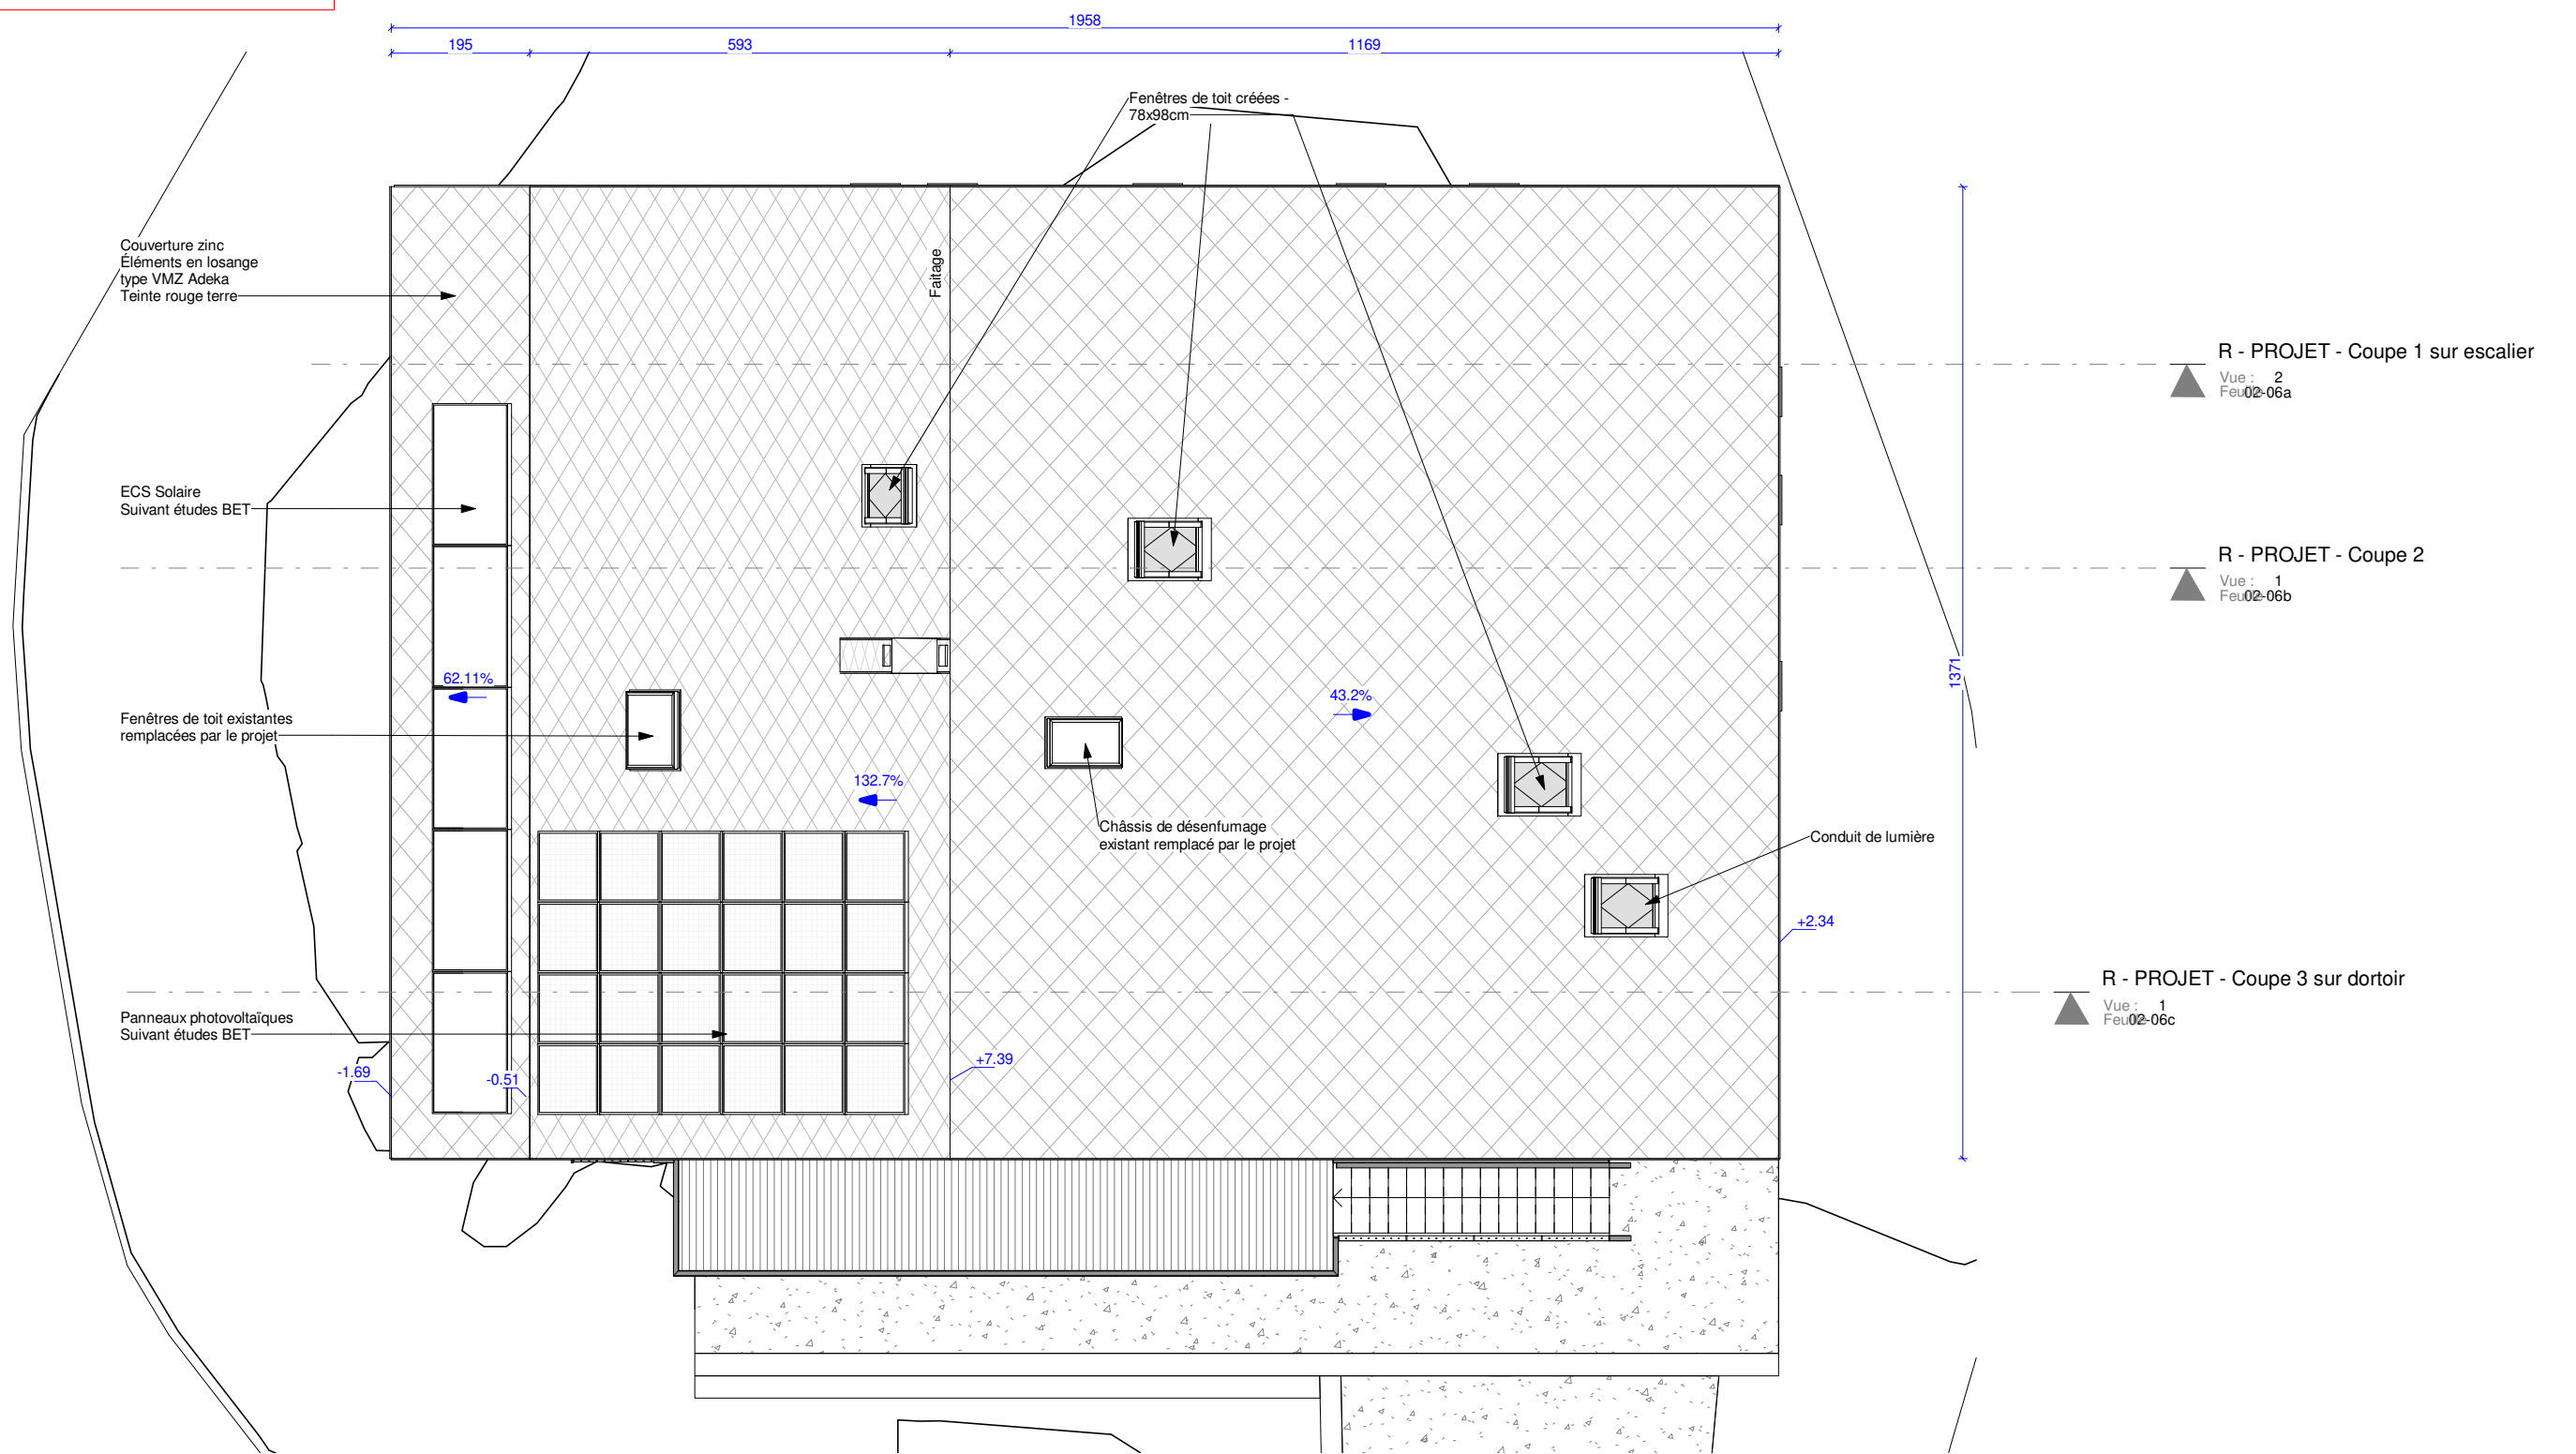 1958
195
593
1169
Fenêtres de toit créées -
78x98cm
Couverture zinc
Éléments en losange
type VMZ Adeka
Teinte rouge terre
Faitage
R - PROJET - Coupe 1 sur escalier
Vue : 2
Feuille 02-06a
ECS Solaire
Suivant études BET
R - PROJET - Coupe 2
Vue : 1
Feuille 02-06b
62.11%
43.2%
1371
Fenêtres de toit existantes
remplacées par le projet
132.7%
Châssis de désenfumage
existant remplacé par le projet
Conduit de lumière
+2.34
R - PROJET - Coupe 3 sur dortoir
Vue : 1
Feuille 02-06c
Panneaux photovoltaïques
Suivant études BET
+7.39
-1.69
-0.51